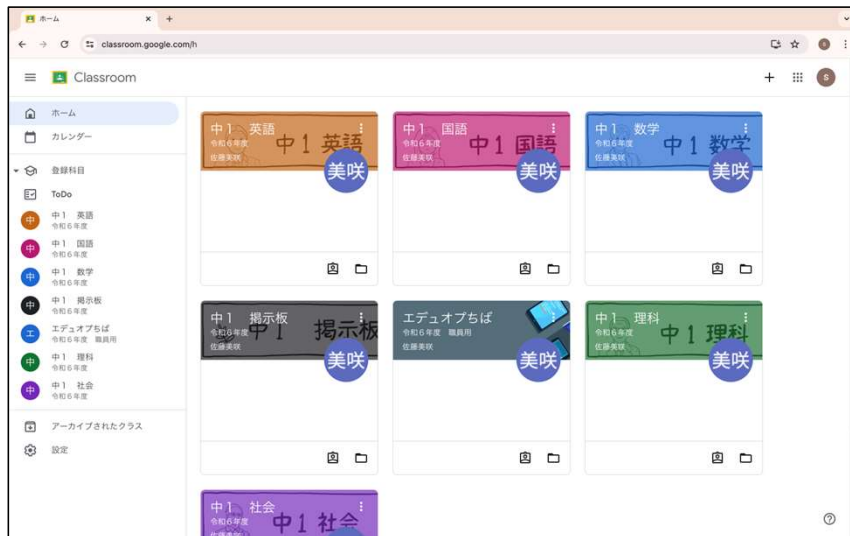 ホーム
classroom.google.com/h
Classroom
S
S
ホーム
カレンダー
登録科目
ToDo
中 中1 英語
令和6年度
中 中1 国語
令和6年度
中 中1 数学
令和6年度
中 中1 掲示板
令和6年度
エ エデュオプちば
令和6年度 職員用
中 中1 理科
令和6年度
中 中1 社会
令和6年度
アーカイブされたクラス
設定
中1 英語
令和6年度
佐藤美咲
中1 英語
美咲
中1 国語
令和6年度
佐藤美咲
中1 国語
美咲
中1 数学
令和6年度
佐藤美咲
中1 数学
美咲
中1 掲示板
令和6年度
佐藤美咲
中1 掲示板
美咲
エデュオプちば
令和6年度 職員用
佐藤美咲
美咲
中1 理科
令和6年度
佐藤美咲
中1 理科
美咲
中1 社会
令和6年度
佐藤美咲
中1 社会